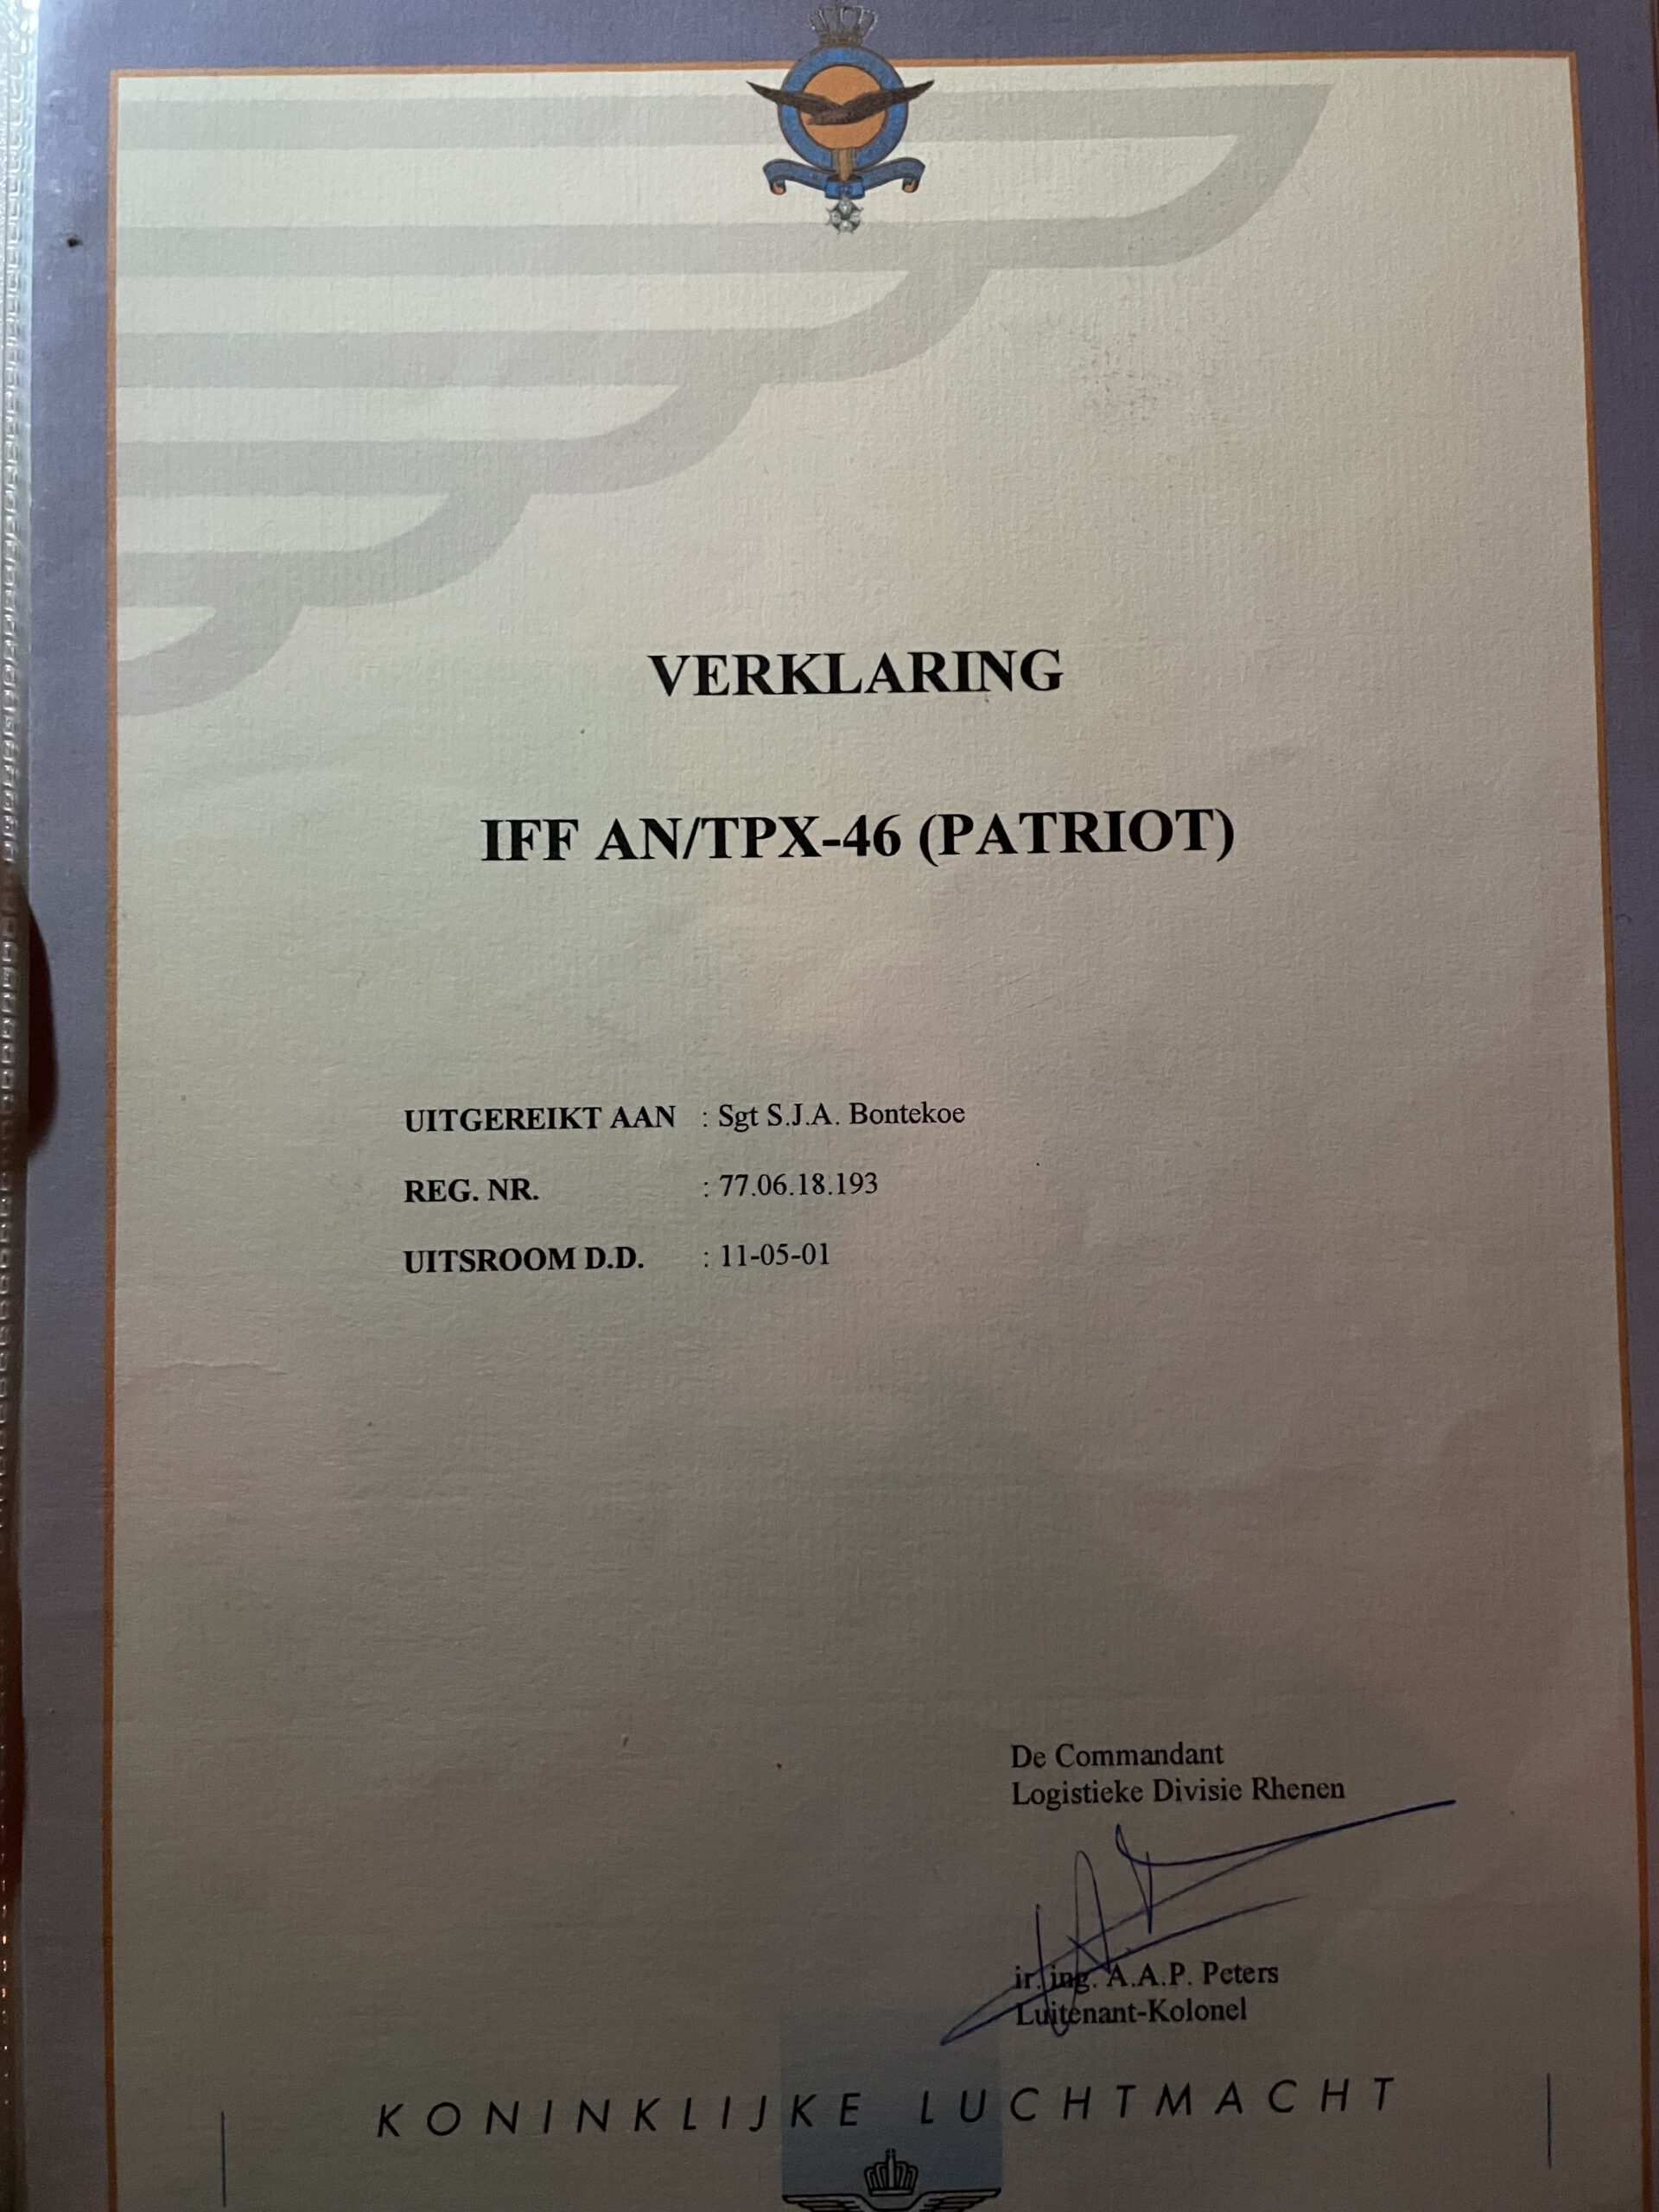 VERKLARING
IFF AN/TPX-46 (PATRIOT)
UITGEREIKT AAN : Sgt S.J.A. Bontekoe
REG. NR. : 77.06.18.193
UITSROOM D.D. : 11-05-01
De Commandant
Logistieke Divisie Rhenen
ir. ing. A.A.P. Peters
Luitenant-Kolonel
KONINKLIJKE LUCHTMACHT